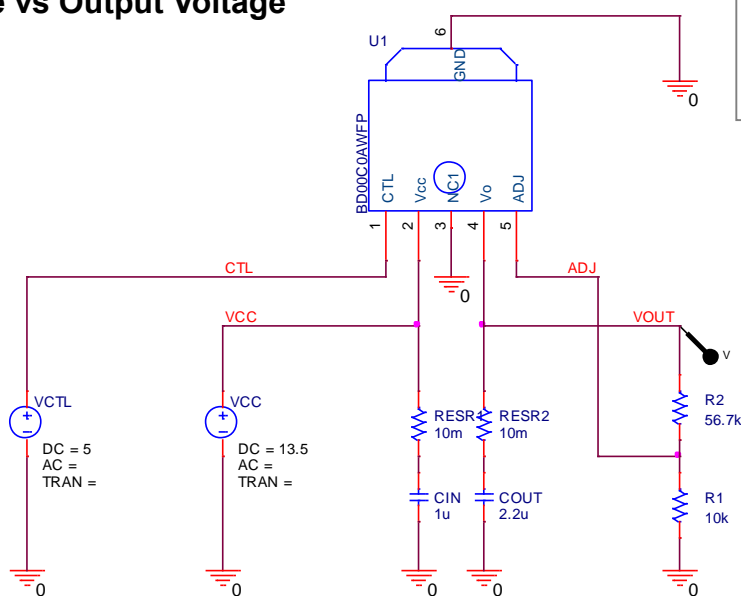 e vs Output Voltage
U1
6
GND
0
BD00C0AWFP
CTL
Vcc
NC1
Vo
ADJ
1
2
3
4
5
0
CTL
ADJ
VCC
VOUT
V
VCTL
DC = 5
AC =
TRAN =
VCC
DC = 13.5
AC =
TRAN =
RESR1
10m
RESR2
10m
R2
56.7k
CIN
1u
COUT
2.2u
R1
10k
0
0
0
0
0